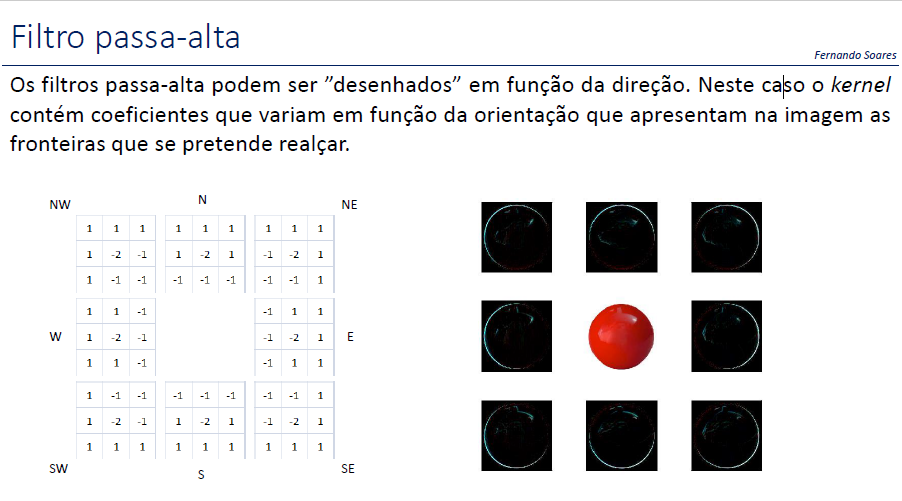 Filtro passa-alta
Fernando Soares
Os filtros passa-alta podem ser ”desenhados” em função da direção. Neste caso o kernel
contém coeficientes que variam em função da orientação que apresentam na imagem as
fronteiras que se pretende realçar.
NW N NE
1 1 1 1 1 1 1 1 1
1 -2 -1 1 -2 1 -1 -2 1
1 -1 -1 -1 -1 -1 -1 -1 1
1 1 -1 -1 1 1
W 1 -2 -1 -1 -2 1 E
1 1 -1 -1 1 1
1 -1 -1 -1 -1 -1 -1 -1 1
1 -2 -1 1 -2 1 -1 -2 1
1 1 1 1 1 1 1 1 1
SW S SE